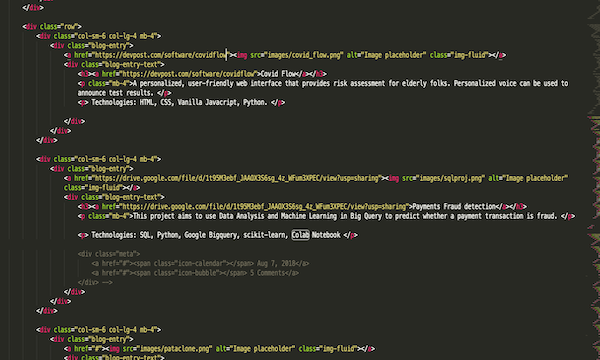 </div>
<div class="row">
<div class="col-sm-6 col-lg-4 mb-4">
<div class="blog-entry">
<a href="https://devpost.com/software/covidflow"><img src="images/covid_flow.png" alt="Image placeholder" class="img-fluid"></a>
<div class="blog-entry-text">
<h3><a href="https://devpost.com/software/covidflow">Covid Flow</a></h3>
<p class="mb-4">A personalized, user-friendly web interface that provides risk assessment for elderly folks. Personalized voice can be used to
announce test results. </p>
<p> Technologies: HTML, CSS, Vanilla Javacript, Python. </p>
</div>
</div>
</div>
<div class="col-sm-6 col-lg-4 mb-4">
<div class="blog-entry">
<a href="https://drive.google.com/file/d/1t95M3ebf_JAAOX3S6sg_4z_WFum3XPEC/view?usp=sharing"><img src="images/sqlproj.png" alt="Image placeholder"
class="img-fluid"></a>
<div class="blog-entry-text">
<h3><a href="https://drive.google.com/file/d/1t95M3ebf_JAAOX3S6sg_4z_WFum3XPEC/view?usp=sharing">Payments Fraud detection</a></h3>
<p class="mb-4">This project aims to use Data Analysis and Machine Learning in Big Query to predict whether a payment transaction is fraud. </p>
<p> Technologies: SQL, Python, Google Bigquery, scikit-learn, Colab Notebook </p>
<div class="meta">
<a href="#"><span class="icon-calendar"></span> Aug 7, 2018</a>
<a href="#"><span class="icon-bubble"></span> 5 Comments</a>
</div> -->
</div>
</div>
</div>
<div class="col-sm-6 col-lg-4 mb-4">
<div class="blog-entry">
<a href="#"><img src="images/pataclone.png" alt="Image placeholder" class="img-fluid"></a>
<div class="blog-entry-text">